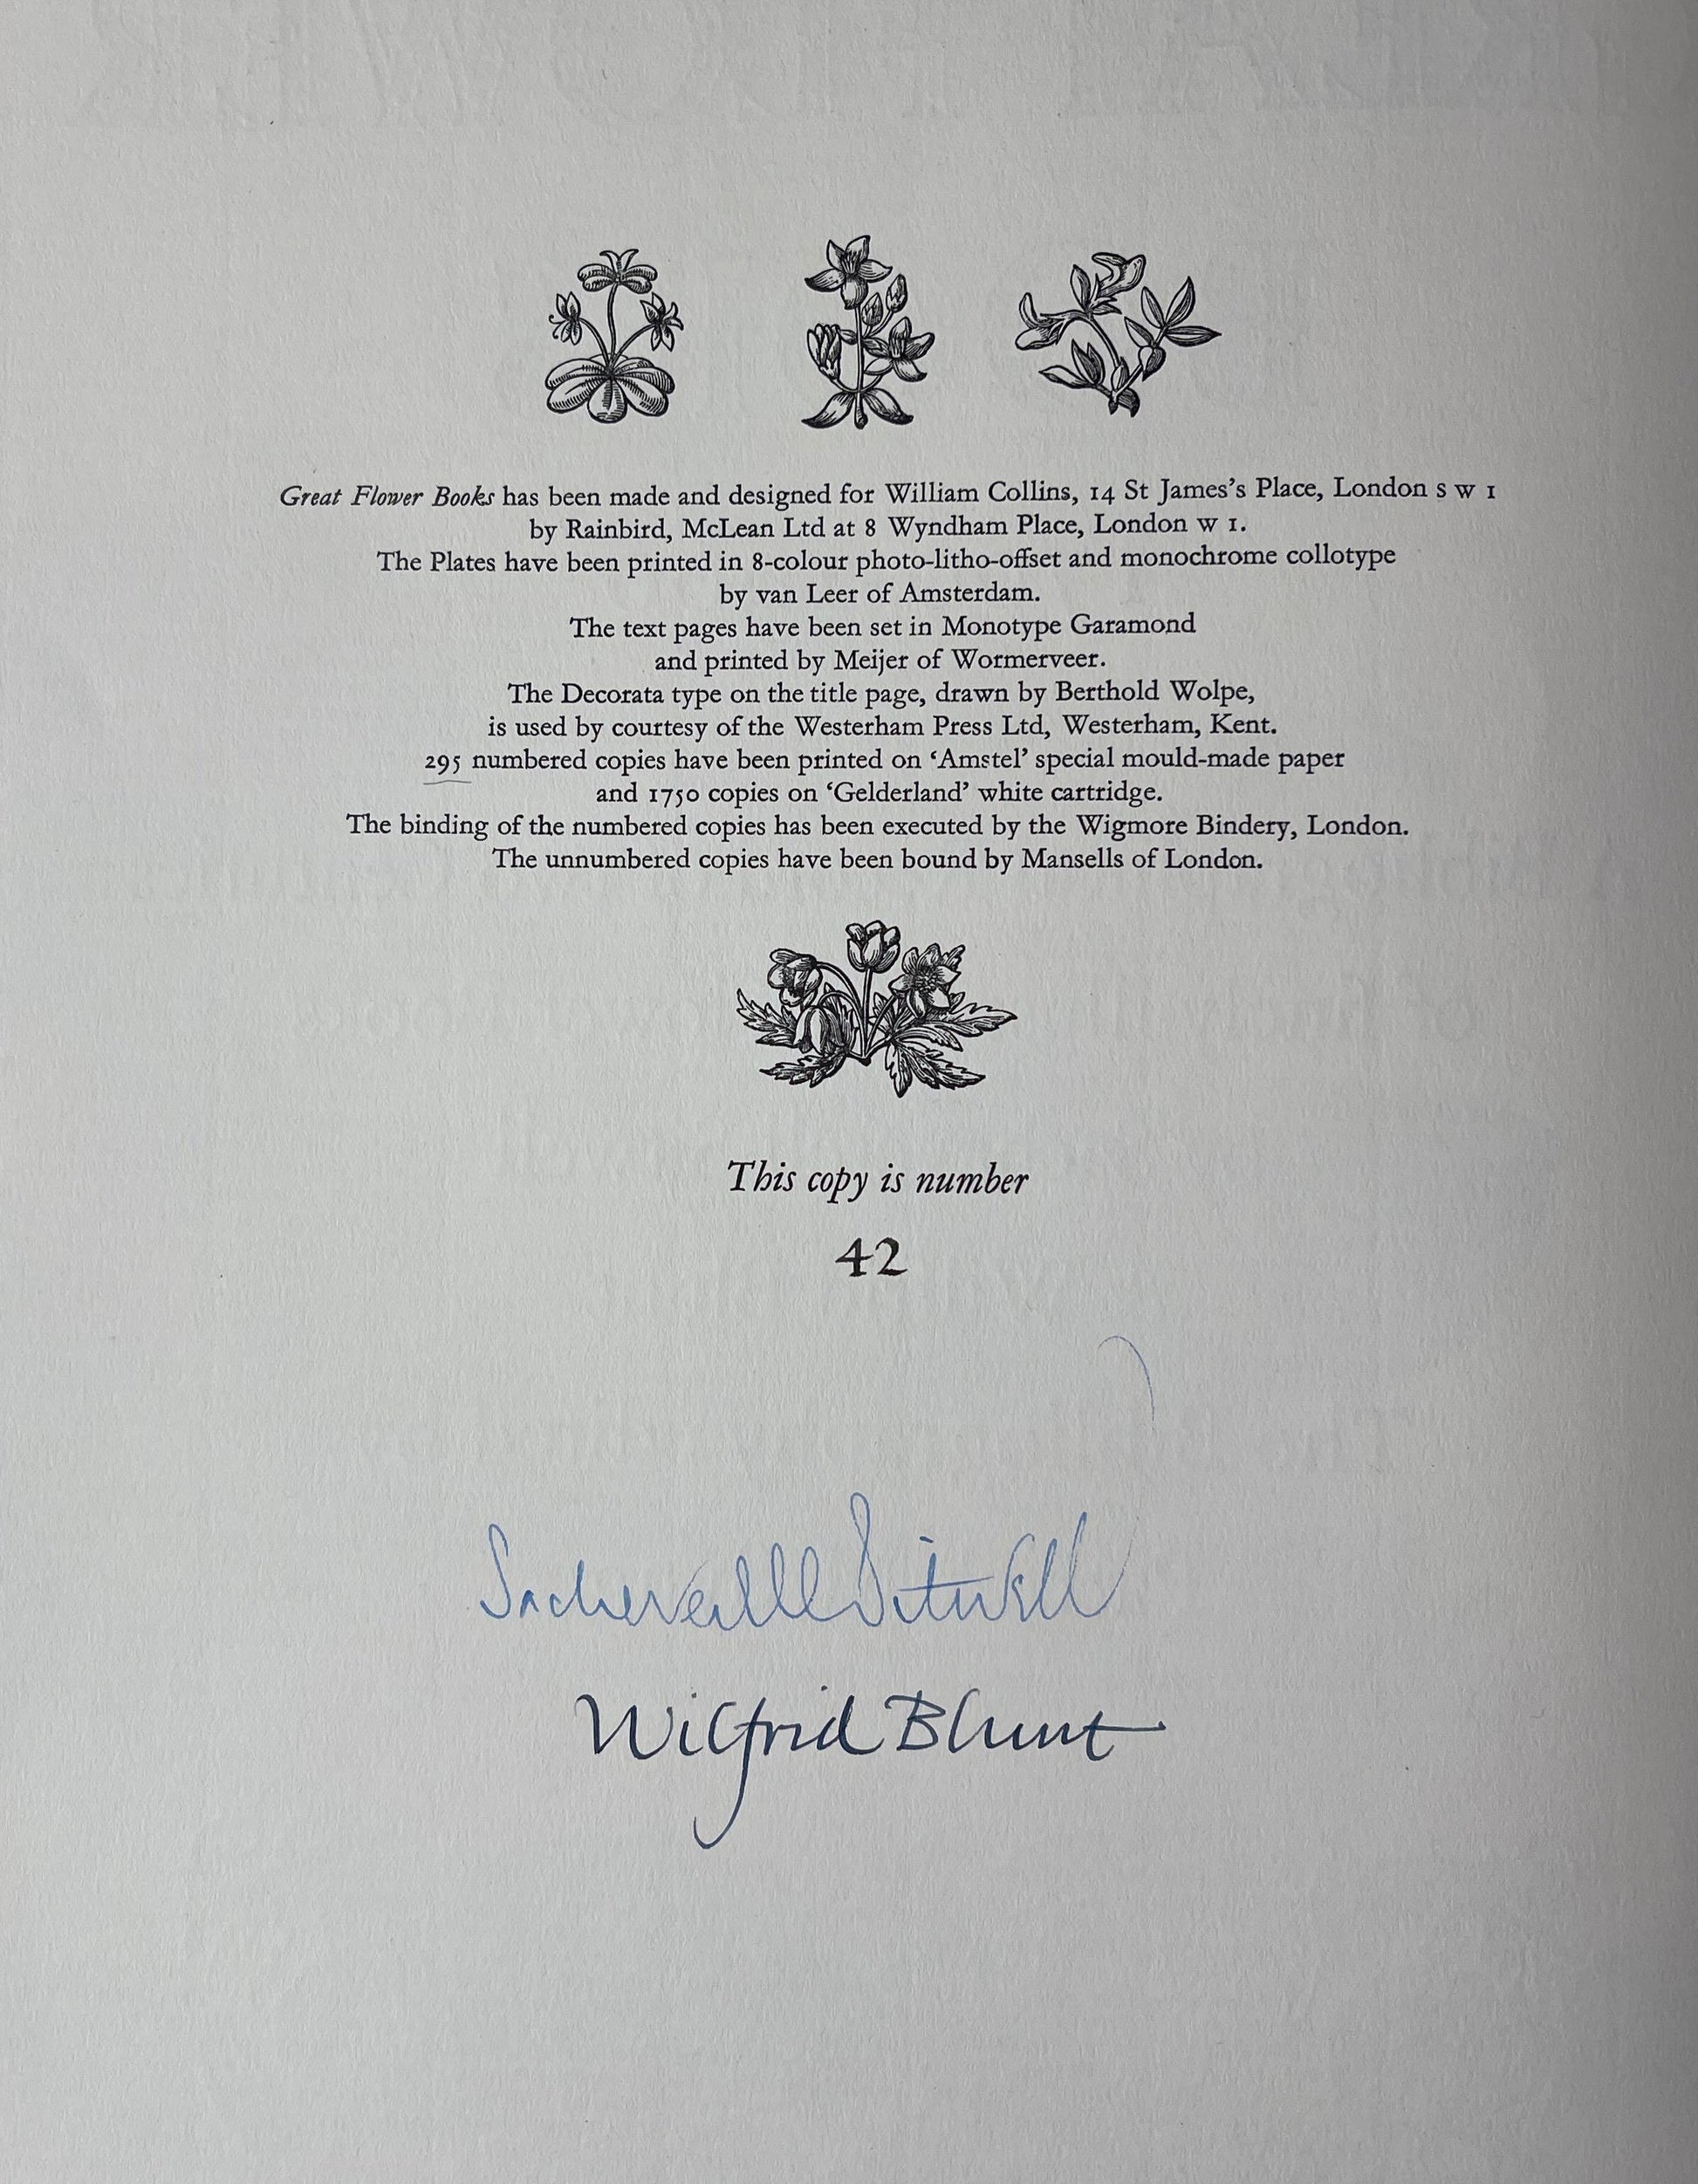 Great Flower Books has been made and designed for William Collins, 14 St James's Place, London S W 1
by Rainbird, McLean Ltd at 8 Wyndham Place, London W 1.
The Plates have been printed in 8-colour photo-litho-offset and monochrome collotype
by van Leer of Amsterdam.
The text pages have been set in Monotype Garamond
and printed by Meijer of Wormerveer.
The Decorata type on the title page, drawn by Berthold Wolpe,
is used by courtesy of the Westerham Press Ltd, Westerham, Kent.
295 numbered copies have been printed on ‘Amstel’ special mould-made paper
and 1750 copies on ‘Gelderland’ white cartridge.
The binding of the numbered copies has been executed by the Wigmore Bindery, London.
The unnumbered copies have been bound by Mansells of London.
This copy is number
42
Sacheverell Sitwell
Wilfrid Blunt